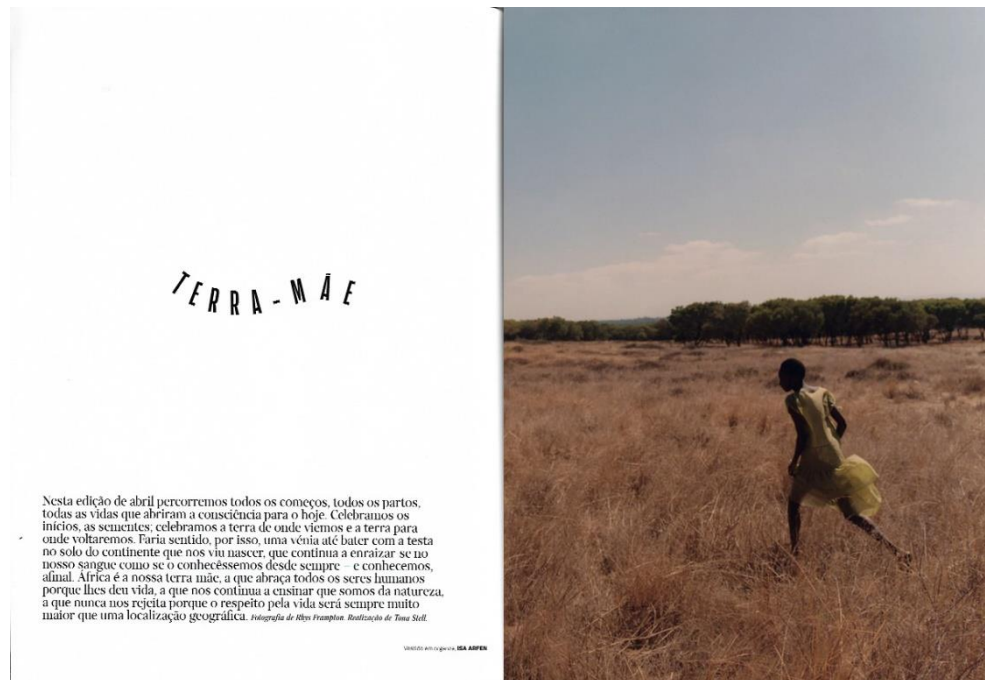 TERRA-MÃE
Nesta edição de abril percorremos todos os começos, todos os partos,
todas as vidas que abriram a consciência para o hoje. Celebramos os
inícios, as sementes; celebramos a terra de onde viemos e a terra para
onde voltaremos. Faria sentido, por isso, uma vénia até bater com a testa
no solo do continente que nos viu nascer, que continua a enraizar se no
nosso sangue como se o conhecêssemos desde sempre – e conhecemos,
afinal. África é a nossa terra mãe, a que abraça todos os seres humanos
porque lhes deu vida, a que nos continua a ensinar que somos da natureza,
a que nunca nos rejeita porque o respeito pela vida será sempre muito
maior que uma localização geográfica. Fotografia de Rhys Frampton. Realização de Tona Stell.
Vestido em organza, ISA ARFEN